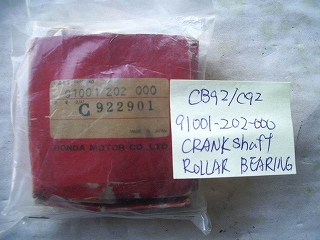 91001 202 000
C 922901
HONDA MOTOR CO. LTD.
CB92/C92
91001-202-000
CRANKshaft
ROLLAR BEARING